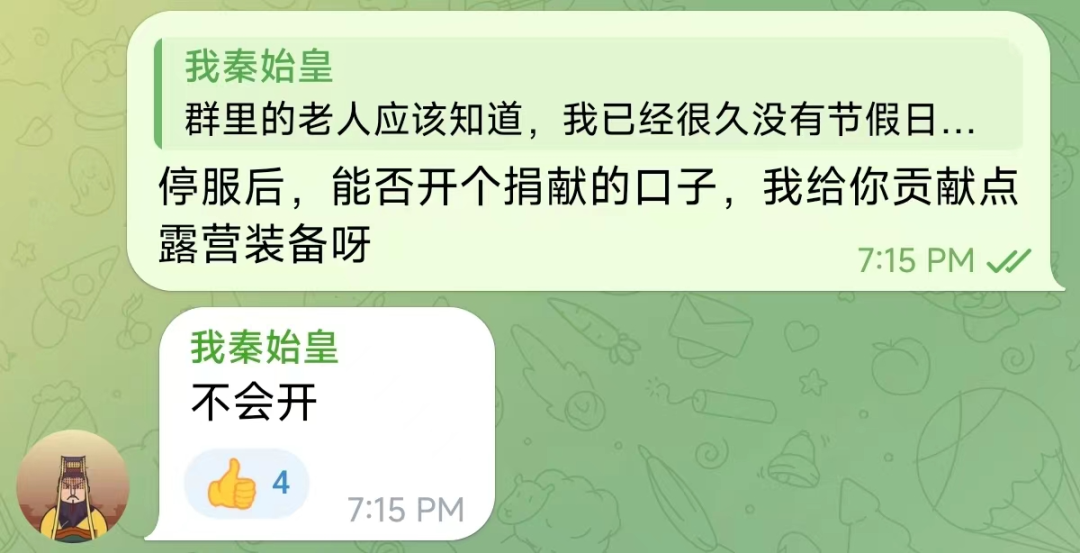 我秦始皇
群里的老人应该知道，我已经很久没有节假日...
停服后，能否开个捐献的口子，我给你贡献点
露营装备呀
7:15 PM
我秦始皇
不会开
4
7:15 PM